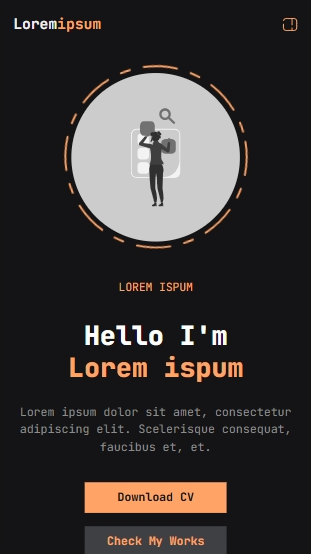 Loremipsum
LOREM ISPUM
Hello I'm
Lorem ispum
Lorem ipsum dolor sit amet, consectetur
adipiscing elit. Scelerisque consequat,
faucibus et, et.
Download CV
Check My Works